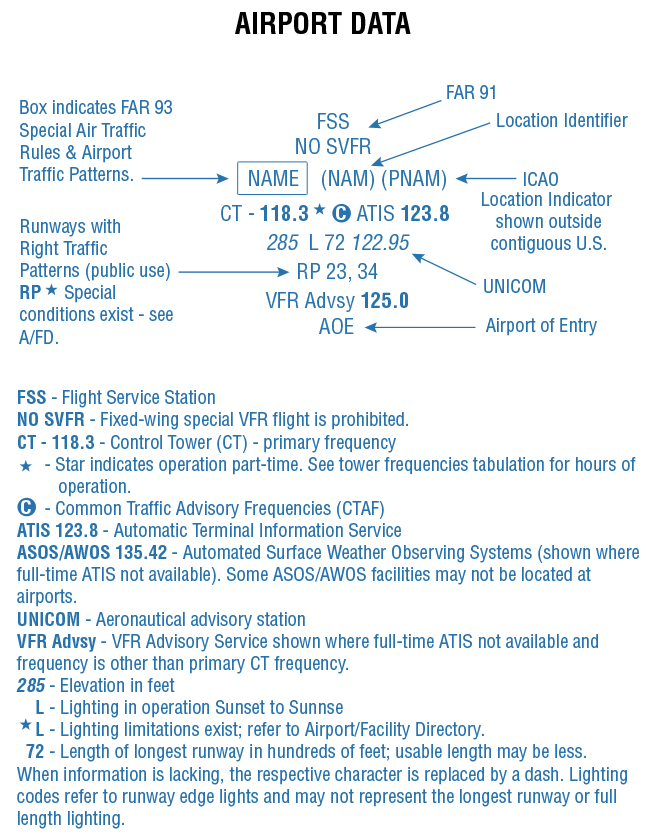 AIRPORT DATA
Box indicates FAR 93
Special Air Traffic
Rules & Airport
Traffic Patterns.
FAR 91
FSS
Location Identifier
NO SVFR
NAME (NAM) (PNAM)
ICAO
Location Indicator
shown outside
contiguous U.S.
CT - 118.3 ★ C ATIS 123.8
Runways with
Right Traffic
Patterns (public use)
RP ★ Special
conditions exist - see
A/FD.
285 L 72 122.95
RP 23, 34
UNICOM
VFR Advsy 125.0
AOE
Airport of Entry
FSS - Flight Service Station
NO SVFR - Fixed-wing special VFR flight is prohibited.
CT - 118.3 - Control Tower (CT) - primary frequency
★ - Star indicates operation part-time. See tower frequencies tabulation for hours of
operation.
C - Common Traffic Advisory Frequencies (CTAF)
ATIS 123.8 - Automatic Terminal Information Service
ASOS/AWOS 135.42 - Automated Surface Weather Observing Systems (shown where
full-time ATIS not available). Some ASOS/AWOS facilities may not be located at
airports.
UNICOM - Aeronautical advisory station
VFR Advsy - VFR Advisory Service shown where full-time ATIS not available and
frequency is other than primary CT frequency.
285 - Elevation in feet
L - Lighting in operation Sunset to Sunnse
★ L - Lighting limitations exist; refer to Airport/Facility Directory.
72 - Length of longest runway in hundreds of feet; usable length may be less.
When information is lacking, the respective character is replaced by a dash. Lighting
codes refer to runway edge lights and may not represent the longest runway or full
length lighting.